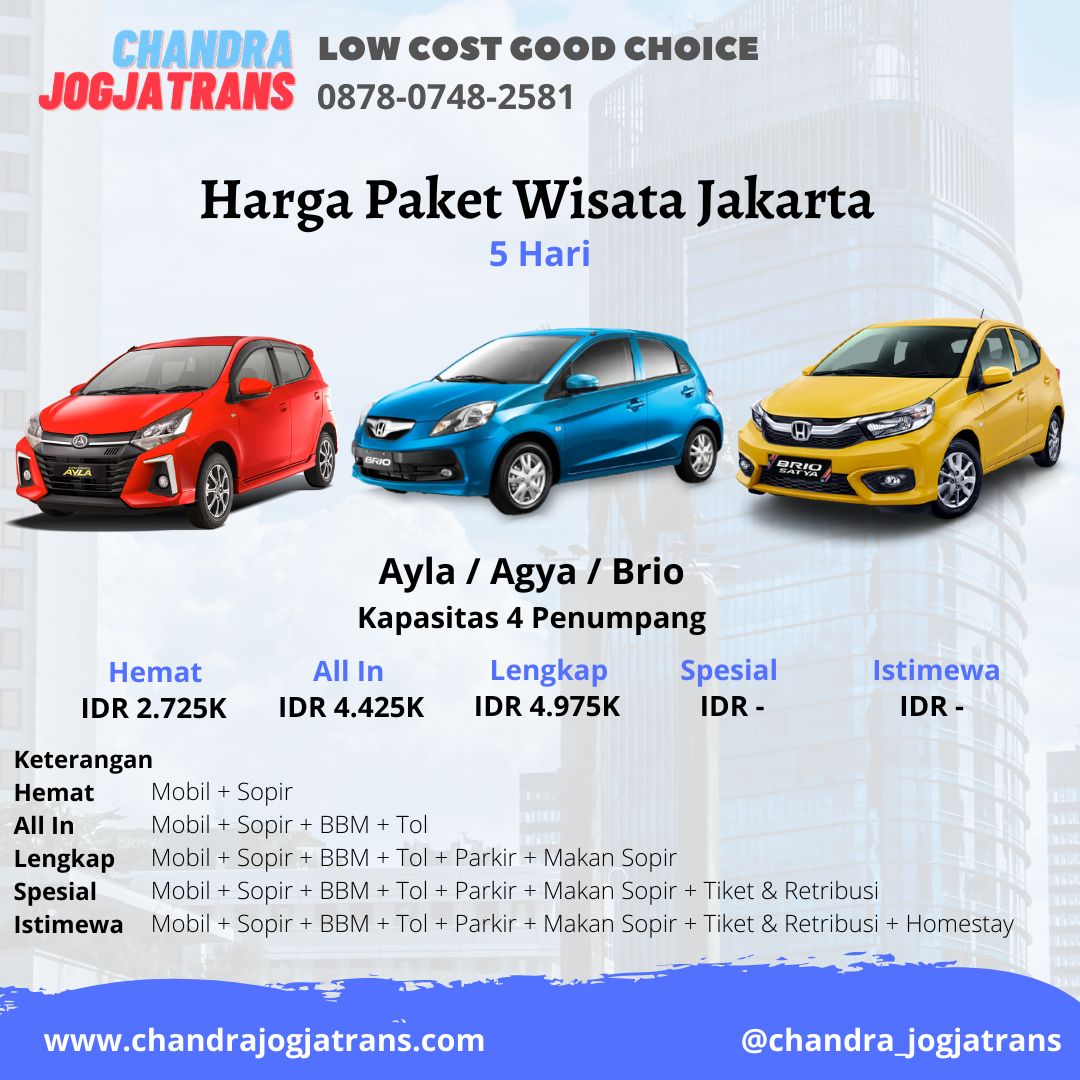 CHANDRA
JOGJATRANS
LOW COST GOOD CHOICE
0878-0748-2581
Harga Paket Wisata Jakarta
5 Hari
AYLA
BRIO
BRIO
SATYA
Ayla / Agya / Brio
Kapasitas 4 Penumpang
Hemat All In Lengkap Spesial Istimewa
IDR 2.725K IDR 4.425K IDR 4.975K IDR - IDR -
Keterangan
Hemat Mobil + Sopir
All In Mobil + Sopir + BBM + Tol
Lengkap Mobil + Sopir + BBM + Tol + Parkir + Makan Sopir
Spesial Mobil + Sopir + BBM + Tol + Parkir + Makan Sopir + Tiket & Retribusi
Istimewa Mobil + Sopir + BBM + Tol + Parkir + Makan Sopir + Tiket & Retribusi + Homestay
www.chandrajogjatrans.com @chandra_jogjatrans